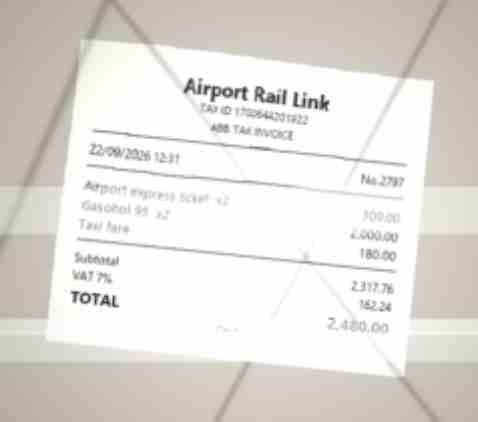 Airport Rail Link
TAX ID 1700644201922
ABB TAX INVOICE
22/09/2026 12:31 No.2797
Airport express ticket x2 300.00
Gasohol 95 x2 2,000.00
Taxi fare 180.00
Subtotal 2,317.76
VAT 7% 162.24
TOTAL 2,480.00